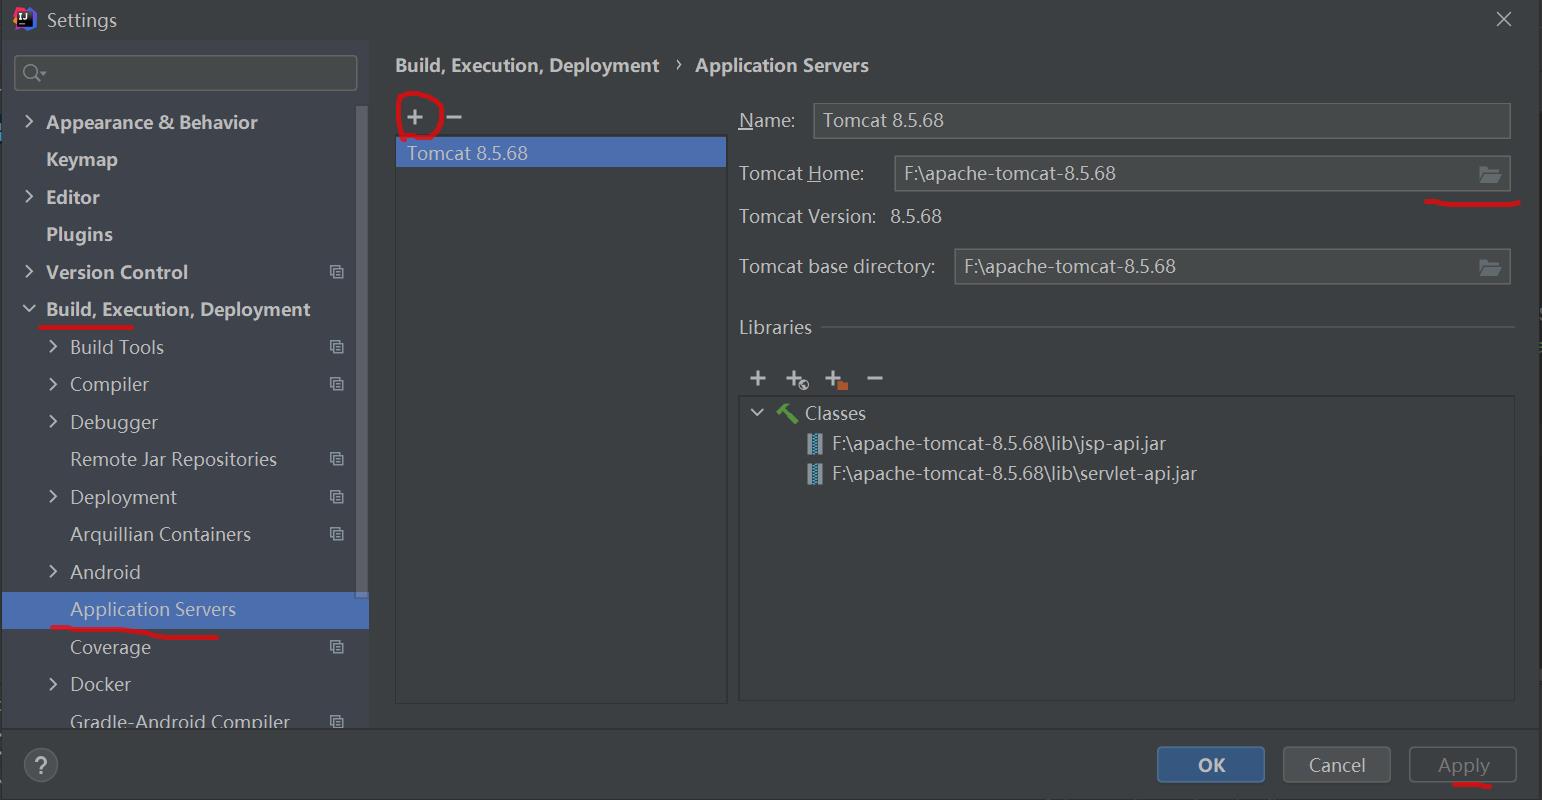 Settings
Appearance & Behavior
Keymap
Editor
Plugins
Version Control
Build, Execution, Deployment
Build Tools
Compiler
Debugger
Remote Jar Repositories
Deployment
Arquillian Containers
Android
Application Servers
Coverage
Docker
Gradle-Android Compiler
Build, Execution, Deployment › Application Servers
Tomcat 8.5.68
Name: Tomcat 8.5.68
Tomcat Home: F:\apache-tomcat-8.5.68
Tomcat Version: 8.5.68
Tomcat base directory: F:\apache-tomcat-8.5.68
Libraries
Classes
F:\apache-tomcat-8.5.68\lib\jsp-api.jar
F:\apache-tomcat-8.5.68\lib\servlet-api.jar
? OK Cancel Apply